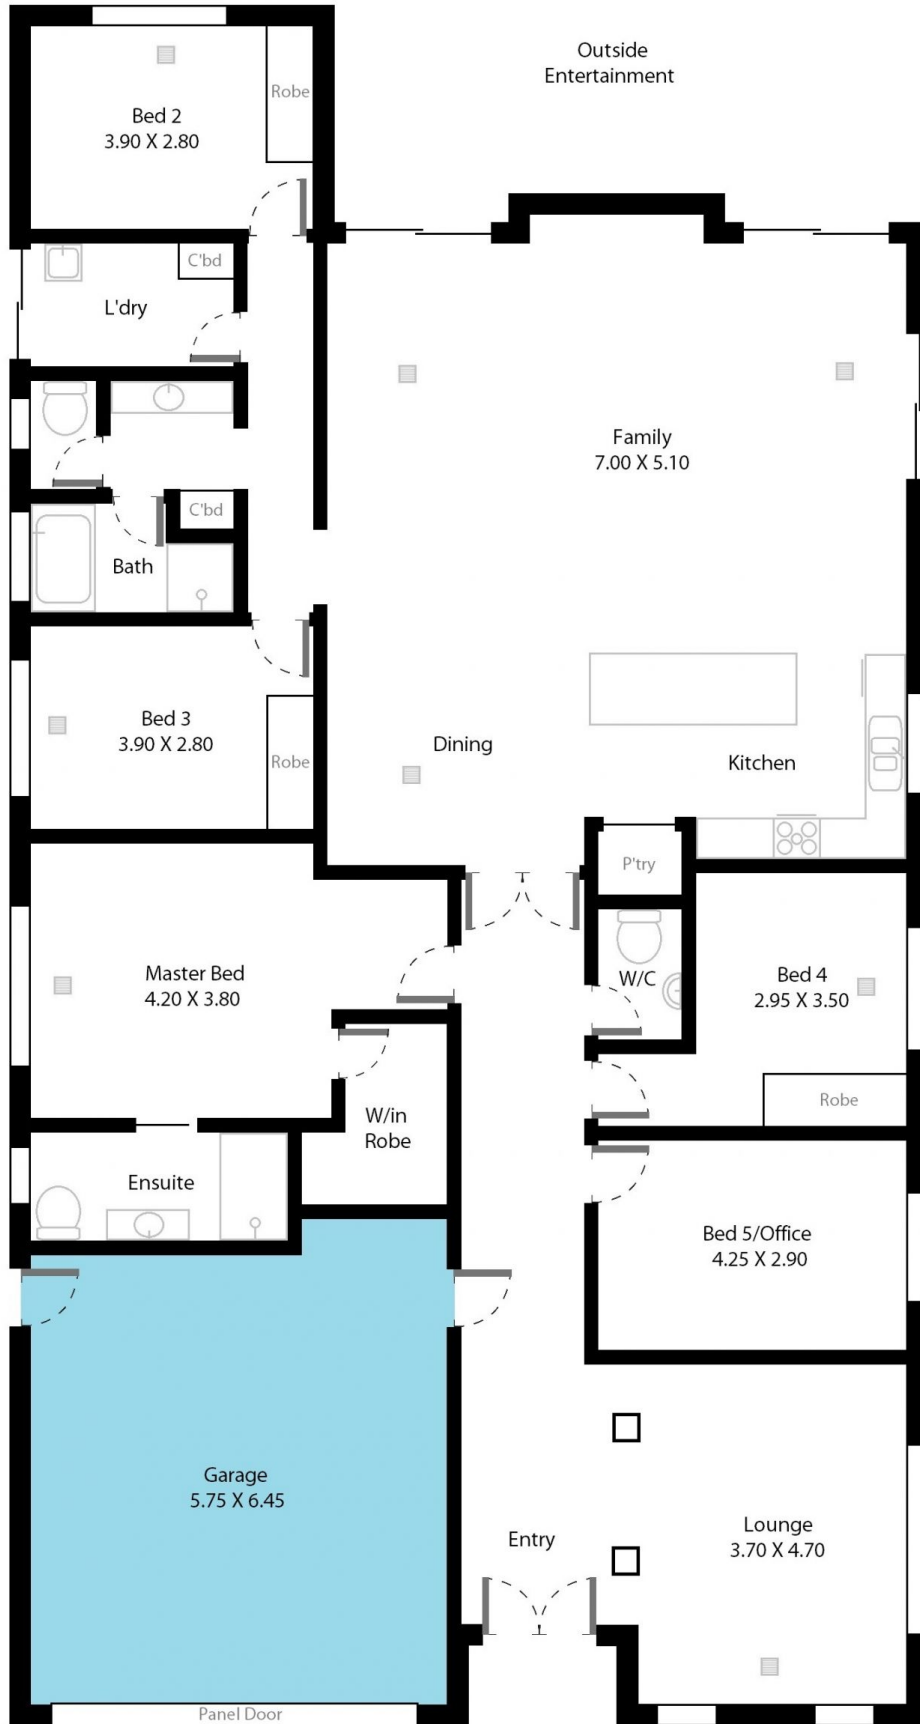 Outside
Entertainment
Bed 2
3.90 X 2.80
Robe
C'bd
L'dry
Family
7.00 X 5.10
C'bd
Bath
Bed 3
3.90 X 2.80
Robe
Dining
Kitchen
P'try
Master Bed
4.20 X 3.80
W/C
Bed 4
2.95 X 3.50
Robe
W/in
Robe
Ensuite
Bed 5/Office
4.25 X 2.90
Garage
5.75 X 6.45
Entry
Lounge
3.70 X 4.70
Panel Door